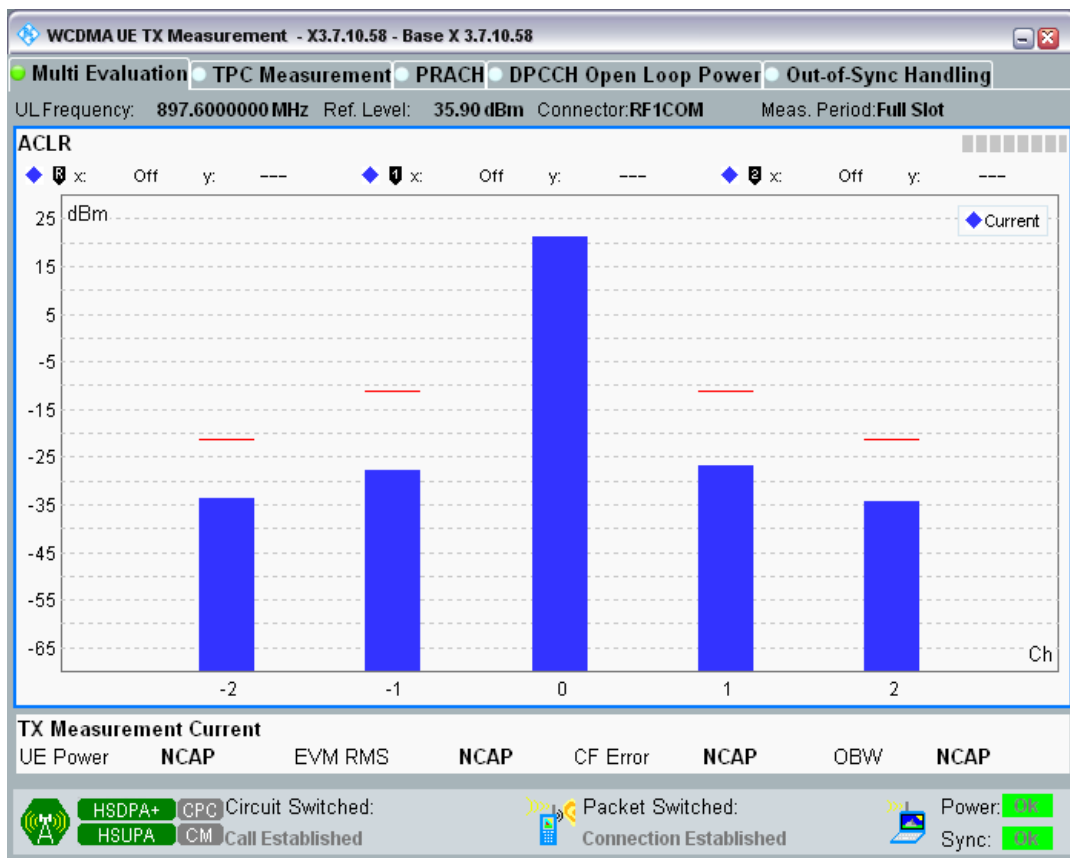 WCDMA UE TX Measurement - X3.7.10.58 - Base X 3.7.10.58
Multi Evaluation TPC Measurement PRACH DPCCH Open Loop Power Out-of-Sync Handling
UL Frequency: 897.6000000 MHz Ref. Level: 35.90 dBm Connector:RF1COM Meas. Period:Full Slot
ACLR
R x: Off y: --- 1 x: Off y: --- 2 x: Off y: ---
dBm
Current
25
15
5
-5
-15
-25
-35
-45
-55
-65
Ch
-2 -1 0 1 2
TX Measurement Current
UE Power NCAP EVM RMS NCAP CF Error NCAP OBW NCAP
HSDPA+ CPC Circuit Switched: Packet Switched: Power: Ok
HSUPA CM Call Established Connection Established Sync: Ok